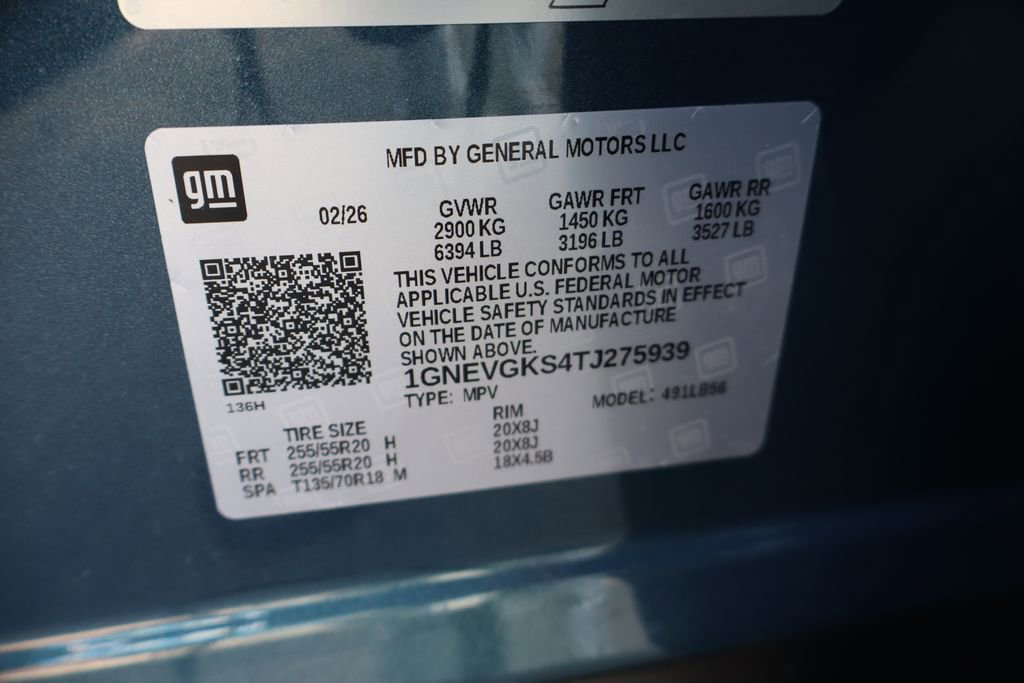 gm
MFD BY GENERAL MOTORS LLC
02/26
GVWR
2900 KG
6394 LB
GAWR FRT
1450 KG
3196 LB
GAWR RR
1600 KG
3527 LB
THIS VEHICLE CONFORMS TO ALL
APPLICABLE U.S. FEDERAL MOTOR
VEHICLE SAFETY STANDARDS IN EFFECT
ON THE DATE OF MANUFACTURE
SHOWN ABOVE.
1GNEVGKS4TJ275939
TYPE: MPV
MODEL: 491LB56
136H
TIRE SIZE
RIM
FRT 255/55R20 H 20X8J
RR 255/55R20 H 20X8J
SPA T135/70R18 M 18X4.5B